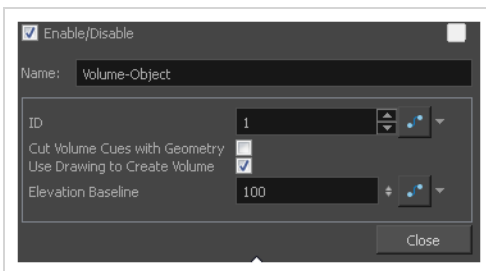 Enable/Disable
Name: Volume-Object
ID 1
Cut Volume Cues with Geometry
Use Drawing to Create Volume
Elevation Baseline 100
Close